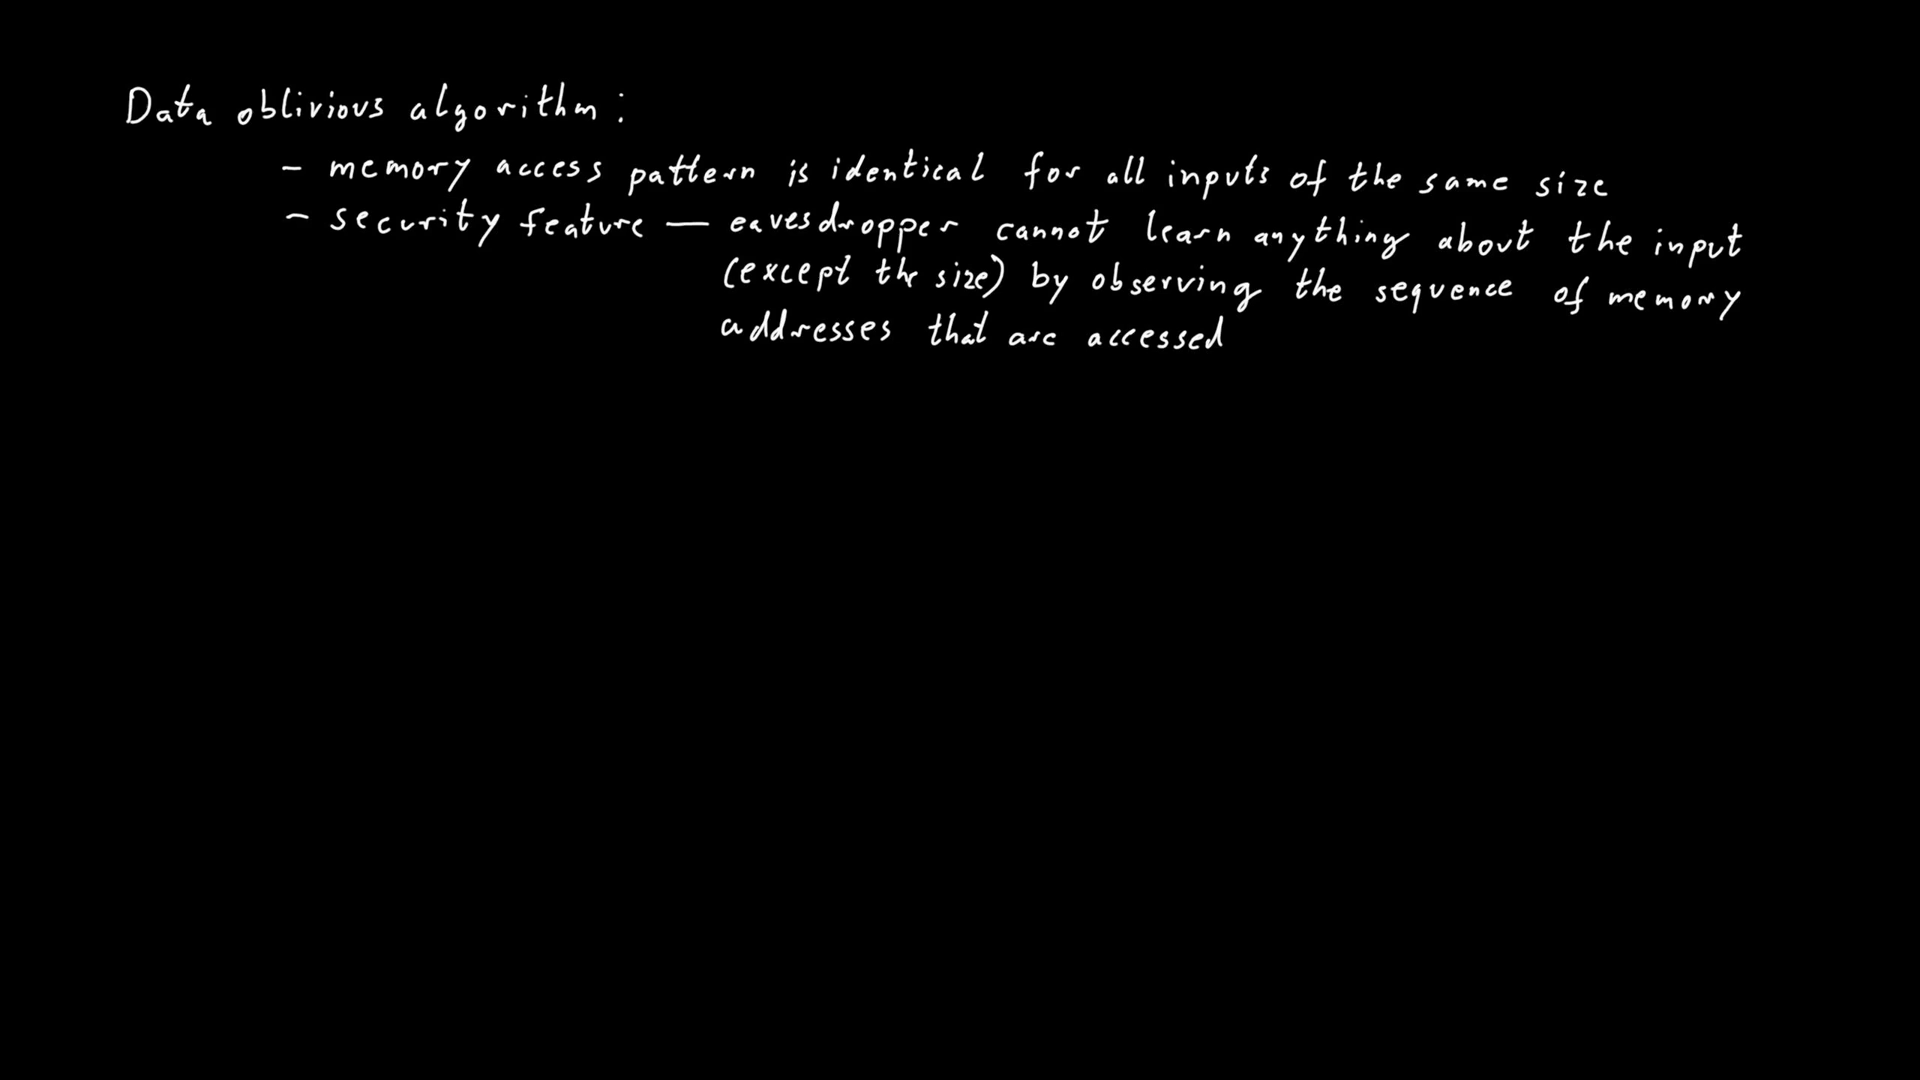 Data oblivious algorithm:
- memory access pattern is identical for all inputs of the same size
- security feature — eavesdropper cannot learn anything about the input
(except the size) by observing the sequence of memory
addresses that are accessed